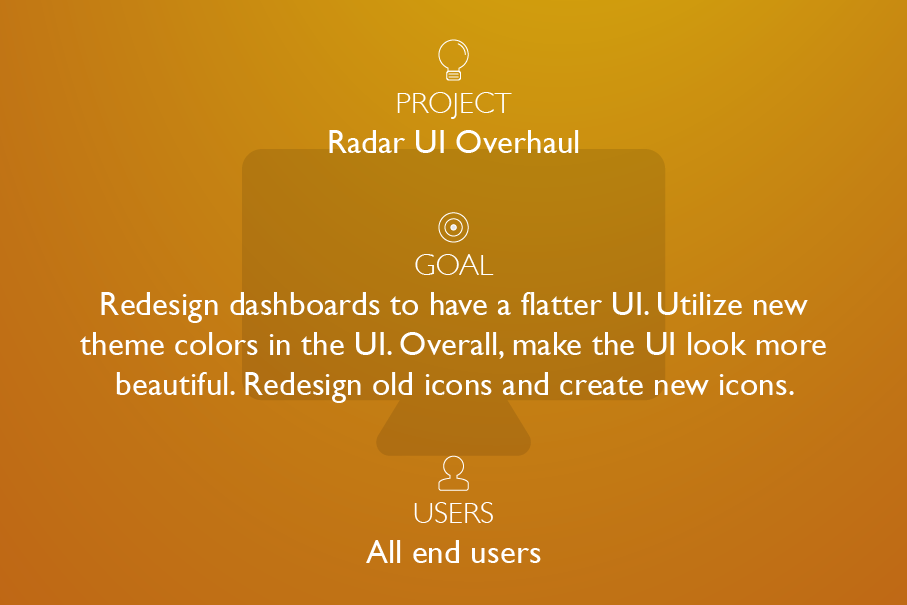 PROJECT
Radar UI Overhaul
GOAL
Redesign dashboards to have a flatter UI. Utilize new
theme colors in the UI. Overall, make the UI look more
beautiful. Redesign old icons and create new icons.
USERS
All end users